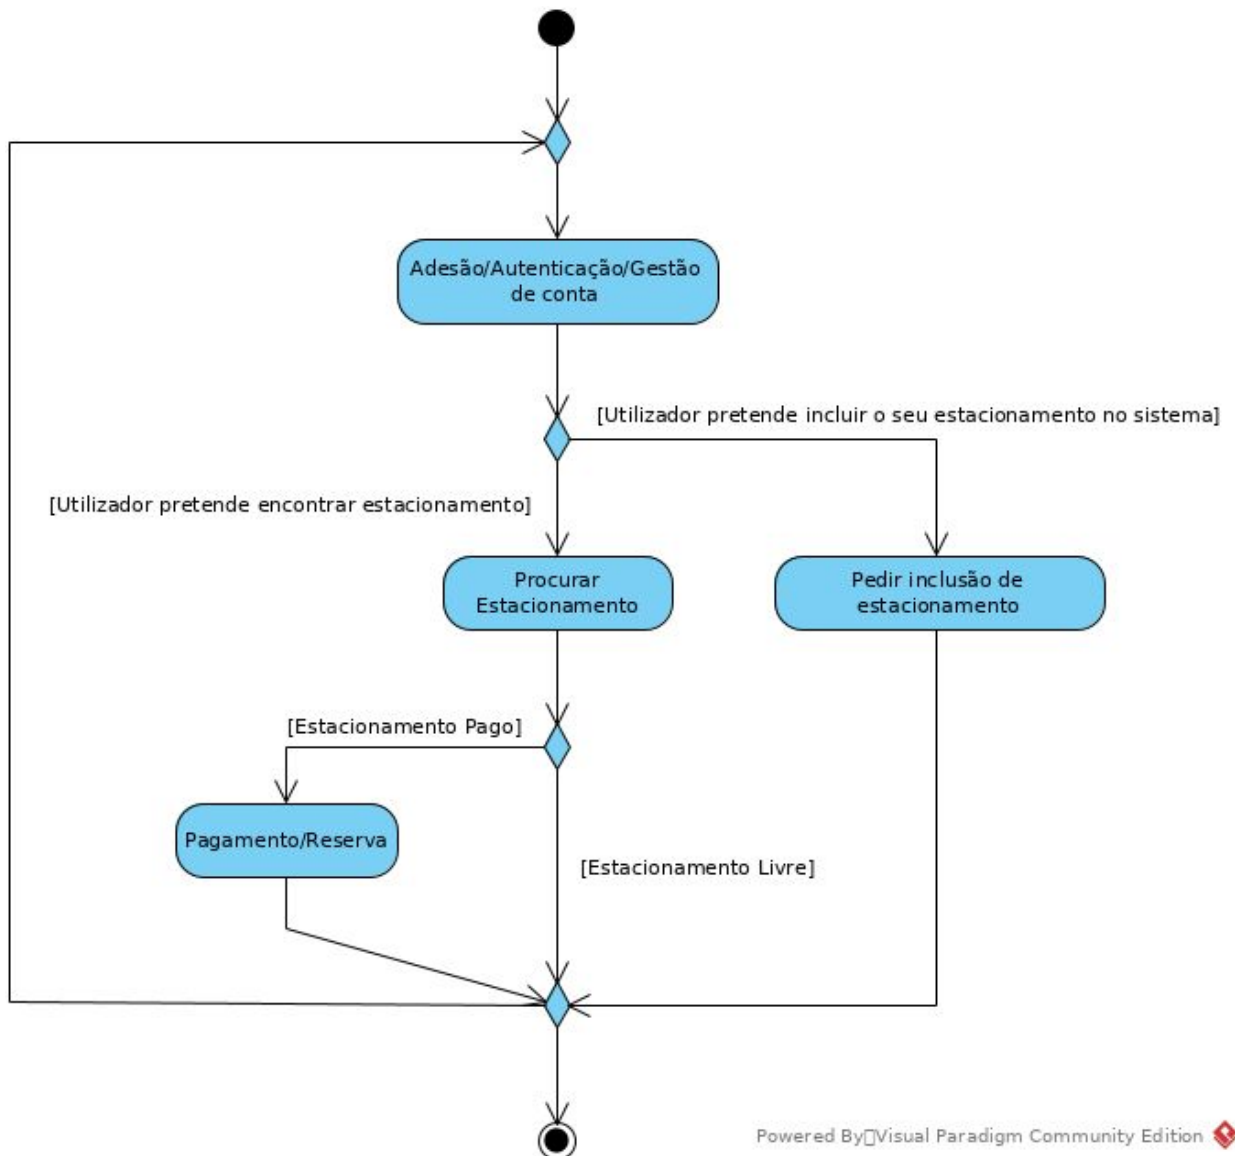 Adesão/Autenticação/Gestão
de conta
[Utilizador pretende incluir o seu estacionamento no sistema]
[Utilizador pretende encontrar estacionamento]
Procurar
Estacionamento
Pedir inclusão de
estacionamento
[Estacionamento Pago]
Pagamento/Reserva
[Estacionamento Livre]
Powered By▯Visual Paradigm Community Edition